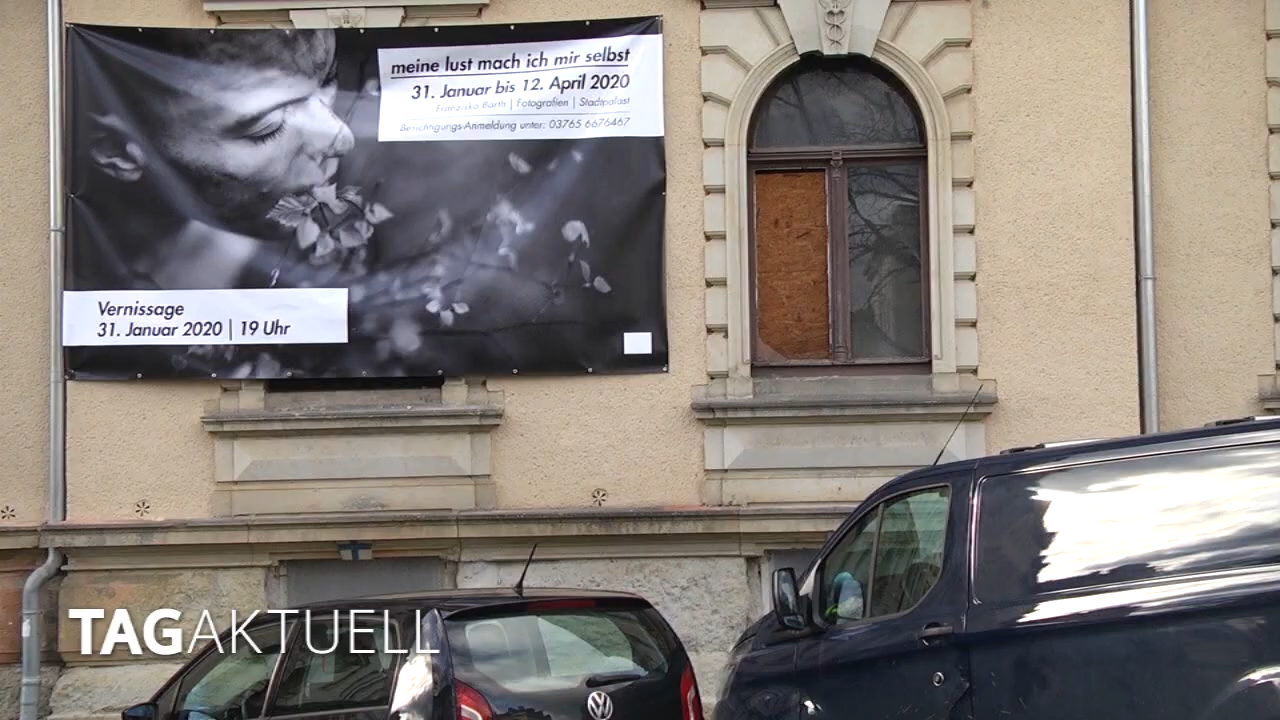 meine lust mach ich mir selbst
31. Januar bis 12. April 2020
Franziska Barth | Fotografien | Stadtpalast
Besichtigungs-Anmeldung unter: 03765 6676467
Vernissage
31. Januar 2020 | 19 Uhr
TAGAKTUELL